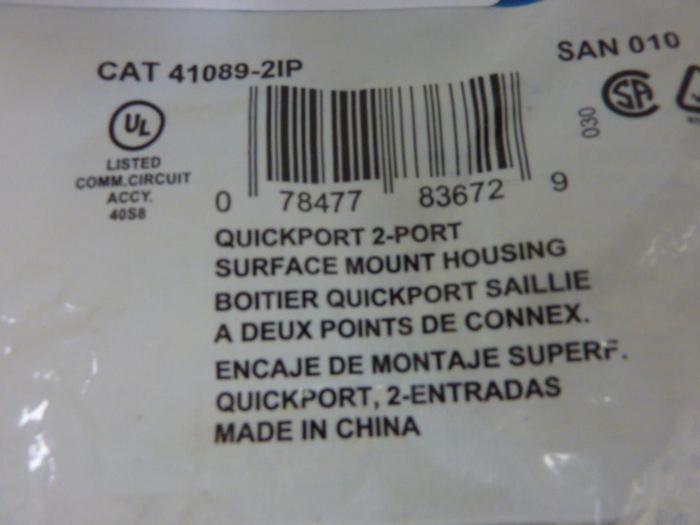 CAT 41089-2IP
SAN 010
UL
LISTED
COMM.CIRCUIT
ACCY.
40S8
SA
030
0 78477 83672 9
QUICKPORT 2-PORT
SURFACE MOUNT HOUSING
BOITIER QUICKPORT SAILLIE
A DEUX POINTS DE CONNEX.
ENCAJE DE MONTAJE SUPERF.
QUICKPORT, 2-ENTRADAS
MADE IN CHINA